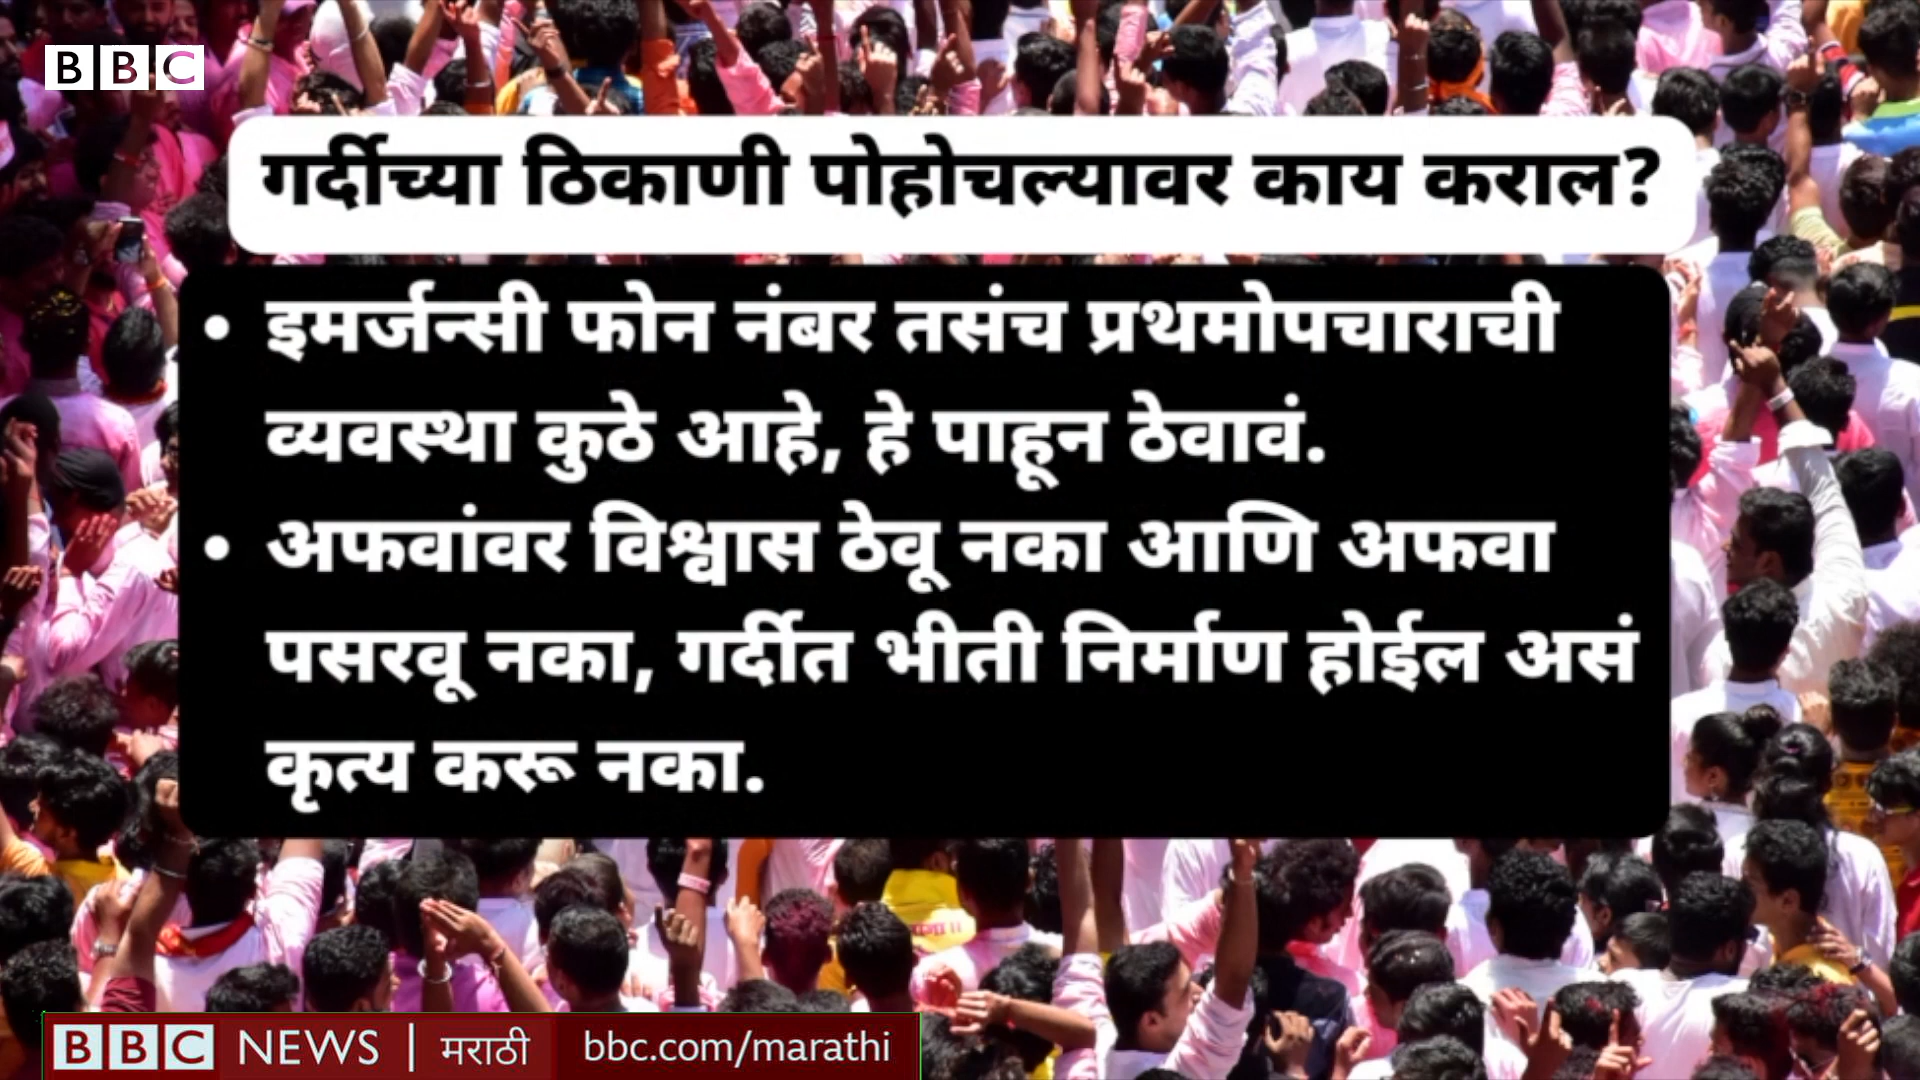 BBC
गर्दीच्या ठिकाणी पोहोचल्यावर काय कराल?
• इमर्जन्सी फोन नंबर तसंच प्रथमोपचाराची
व्यवस्था कुठे आहे, हे पाहून ठेवावं.
• अफवांवर विश्वास ठेवू नका आणि अफवा
पसरवू नका, गर्दीत भीती निर्माण होईल असं
कृत्य करू नका.
BBC NEWS | मराठी bbc.com/marathi